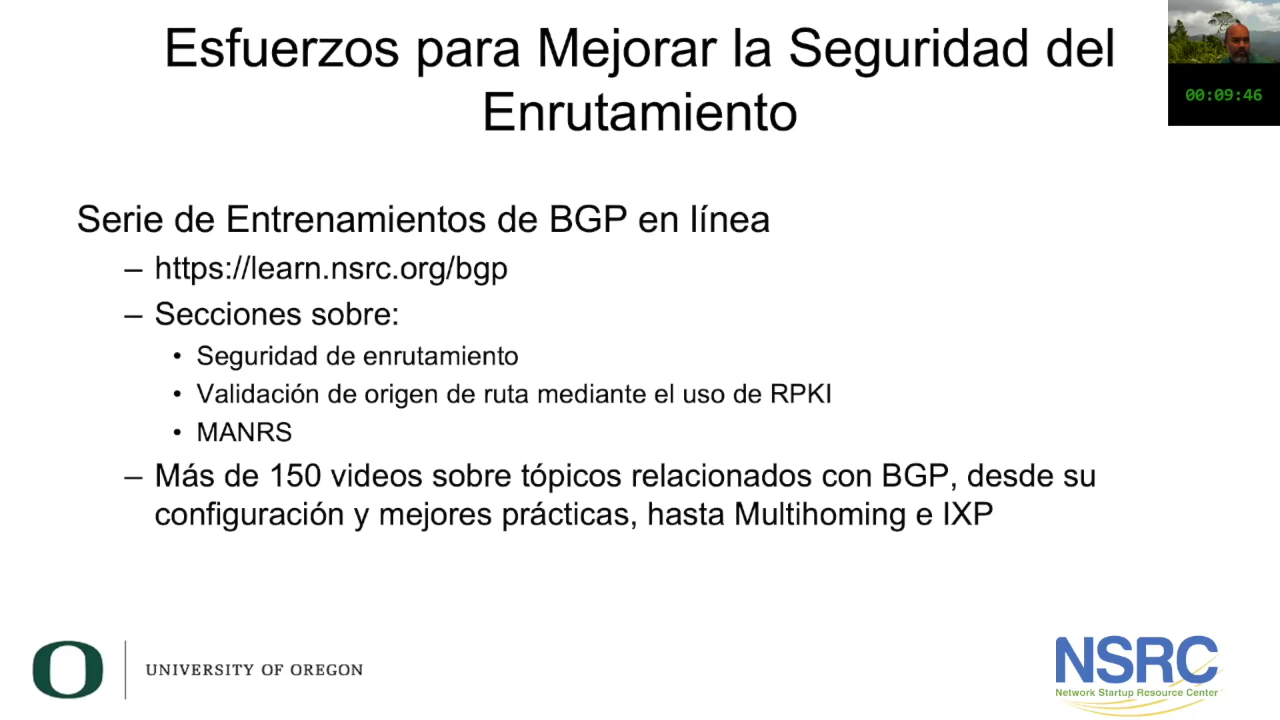 Esfuerzos para Mejorar la Seguridad del
Enrutamiento
00:09:46
Serie de Entrenamientos de BGP en línea
– https://learn.nsrc.org/bgp
– Secciones sobre:
• Seguridad de enrutamiento
• Validación de origen de ruta mediante el uso de RPKI
• MANRS
– Más de 150 videos sobre tópicos relacionados con BGP, desde su
configuración y mejores prácticas, hasta Multihoming e IXP
O
UNIVERSITY OF OREGON
NSRC
Network Startup Resource Center